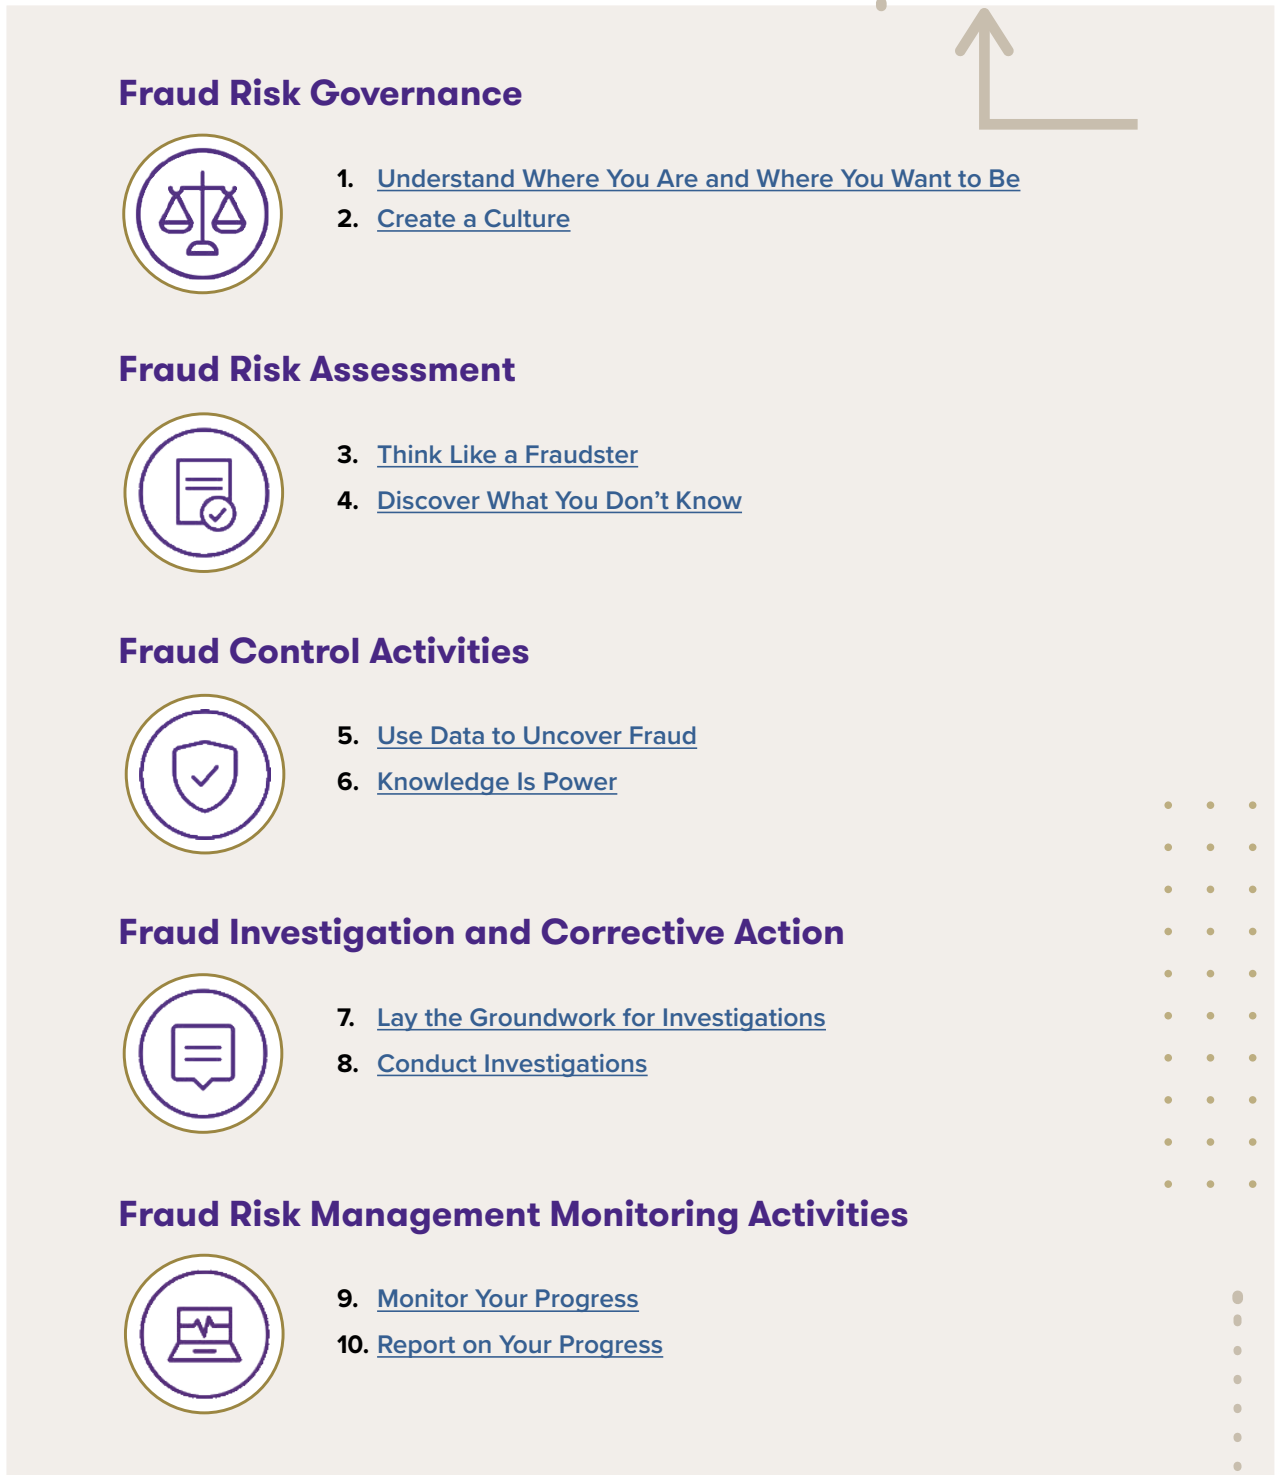 Fraud Risk Governance
1. Understand Where You Are and Where You Want to Be
2. Create a Culture
Fraud Risk Assessment
3. Think Like a Fraudster
4. Discover What You Don’t Know
Fraud Control Activities
5. Use Data to Uncover Fraud
6. Knowledge Is Power
Fraud Investigation and Corrective Action
7. Lay the Groundwork for Investigations
8. Conduct Investigations
Fraud Risk Management Monitoring Activities
9. Monitor Your Progress
10. Report on Your Progress